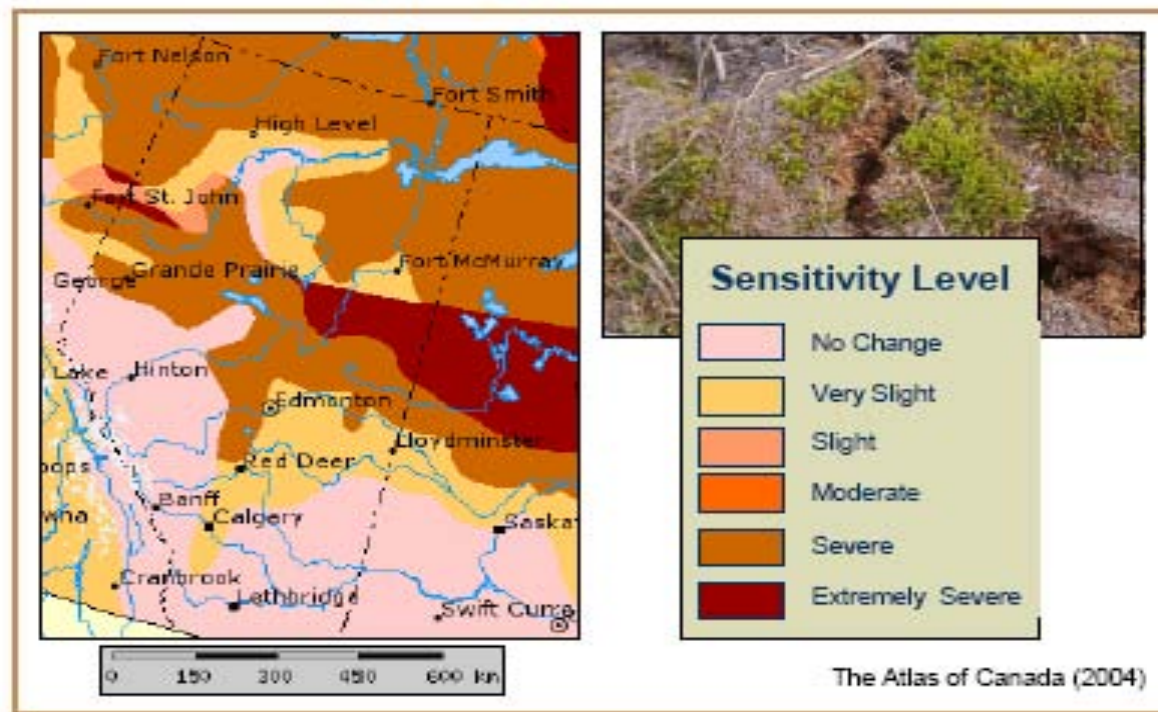 Fort Nelson
Fort Smith
High Level
Fort St. John
Grande Prairie
George
Fort McMurray
Hinton
Lake
Edmonton
Lloydminster
oops
Red Deer
Banff
wna
Calgary
Saska
Cranbrook
Lethbridge
Swift Curre
0 150 300 450 600 km
Sensitivity Level
No Change
Very Slight
Slight
Moderate
Severe
Extremely Severe
The Atlas of Canada (2004)